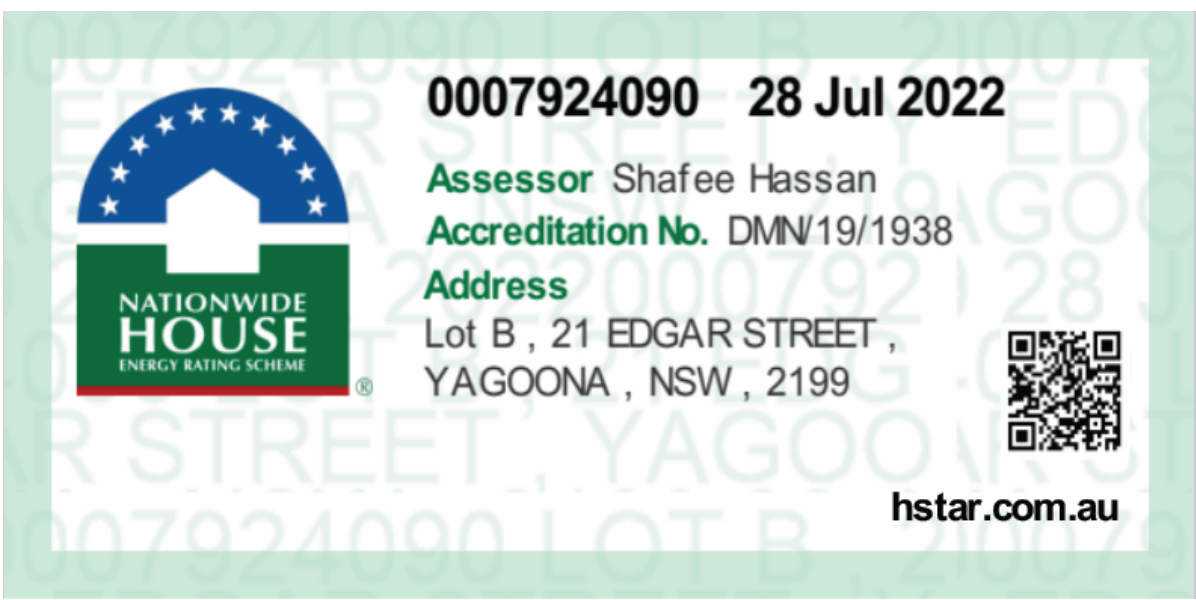 0007924090 28 Jul 2022
Assessor Shafee Hassan
Accreditation No. DMN/19/1938
Address
Lot B , 21 EDGAR STREET ,
YAGOONA , NSW , 2199
NATIONWIDE
HOUSE
ENERGY RATING SCHEME
®
hstar.com.au